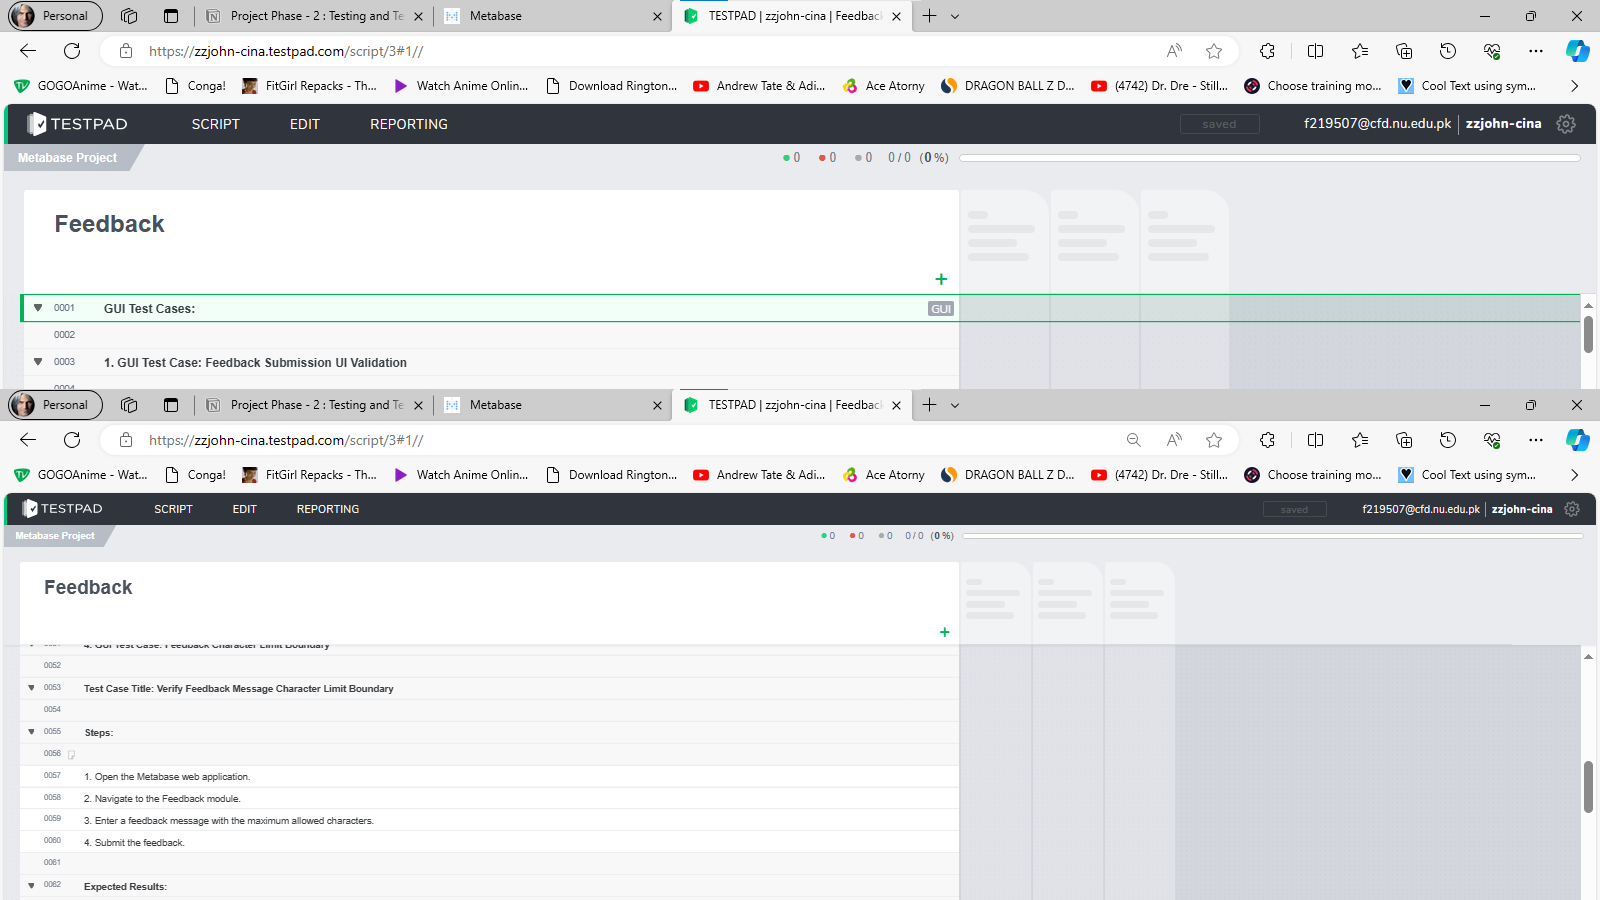 Personal
Project Phase - 2 : Testing and Te
Metabase
TESTPAD | zzjohn-cina | Feedback
https://zzjohn-cina.testpad.com/script/3#1//
GOGOAnime - Wat...
Conga!
FitGirl Repacks - Th...
Watch Anime Onlin...
Download Rington...
Andrew Tate & Adi...
Ace Atorny
DRAGON BALL Z D...
(4742) Dr. Dre - Still...
Choose training mo...
Cool Text using sym...
TESTPAD
SCRIPT
EDIT
REPORTING
saved
f219507@cfd.nu.edu.pk
zzjohn-cina
Metabase Project
0 0 0 0 / 0 (0 %)
Feedback
+
0001 GUI Test Cases: GUI
0002
0003 1. GUI Test Case: Feedback Submission UI Validation
0004
Personal
Project Phase - 2 : Testing and Te
Metabase
TESTPAD | zzjohn-cina | Feedback
https://zzjohn-cina.testpad.com/script/3#1//
GOGOAnime - Wat...
Conga!
FitGirl Repacks - Th...
Watch Anime Onlin...
Download Rington...
Andrew Tate & Adi...
Ace Atorny
DRAGON BALL Z D...
(4742) Dr. Dre - Still...
Choose training mo...
Cool Text using sym...
TESTPAD
SCRIPT
EDIT
REPORTING
saved
f219507@cfd.nu.edu.pk
zzjohn-cina
Metabase Project
0 0 0 0 / 0 (0 %)
Feedback
+
4. GUI Test Case: Feedback Character Limit Boundary
0052
0053 Test Case Title: Verify Feedback Message Character Limit Boundary
0054
0055 Steps:
0056
0057 1. Open the Metabase web application.
0058 2. Navigate to the Feedback module.
0059 3. Enter a feedback message with the maximum allowed characters.
0060 4. Submit the feedback.
0061
0062 Expected Results: